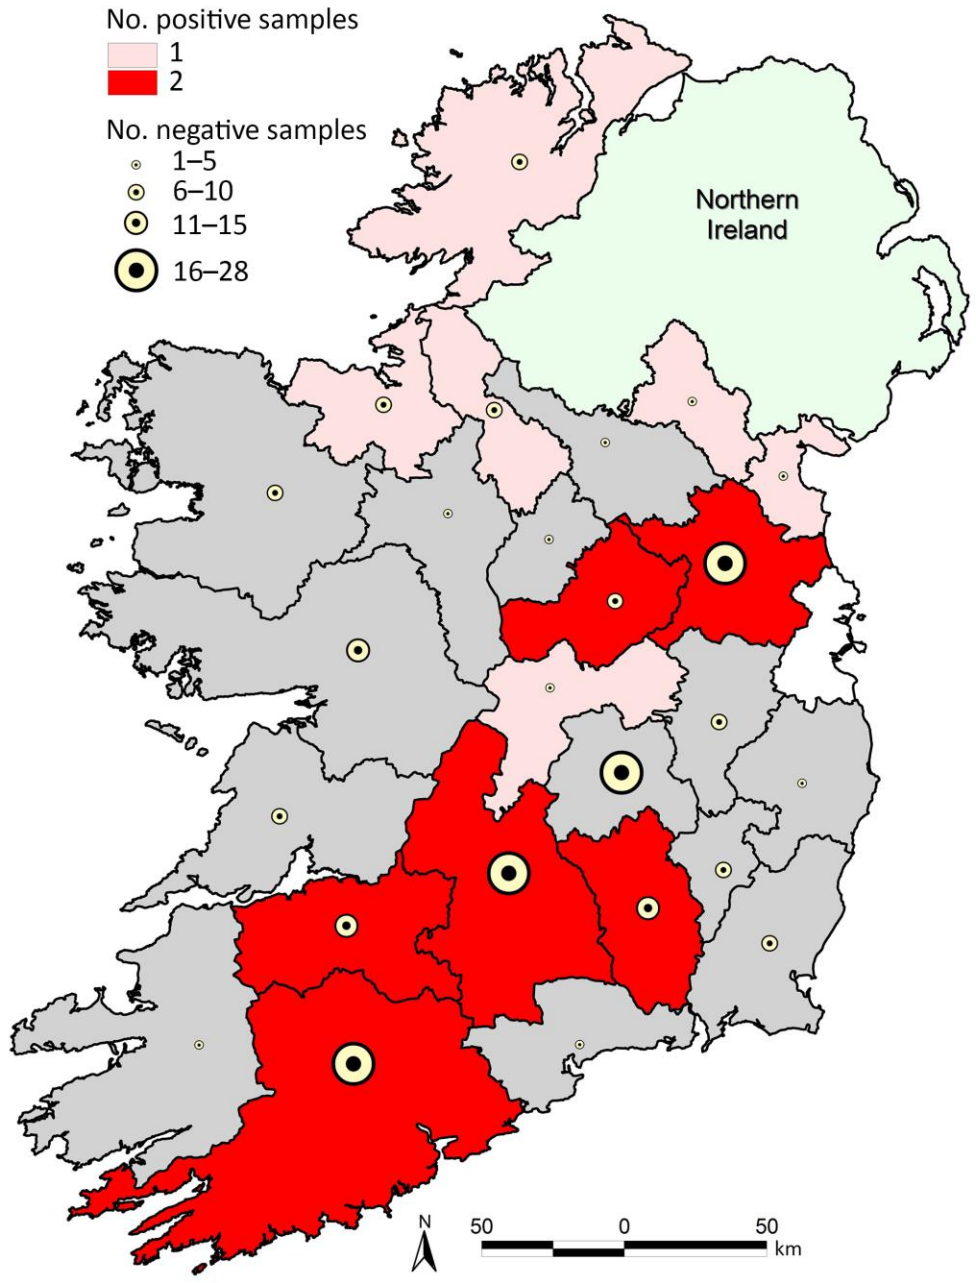 No. positive samples
1
2
No. negative samples
1–5
6–10
11–15
16–28
Northern
Ireland
N
50 0 50
km